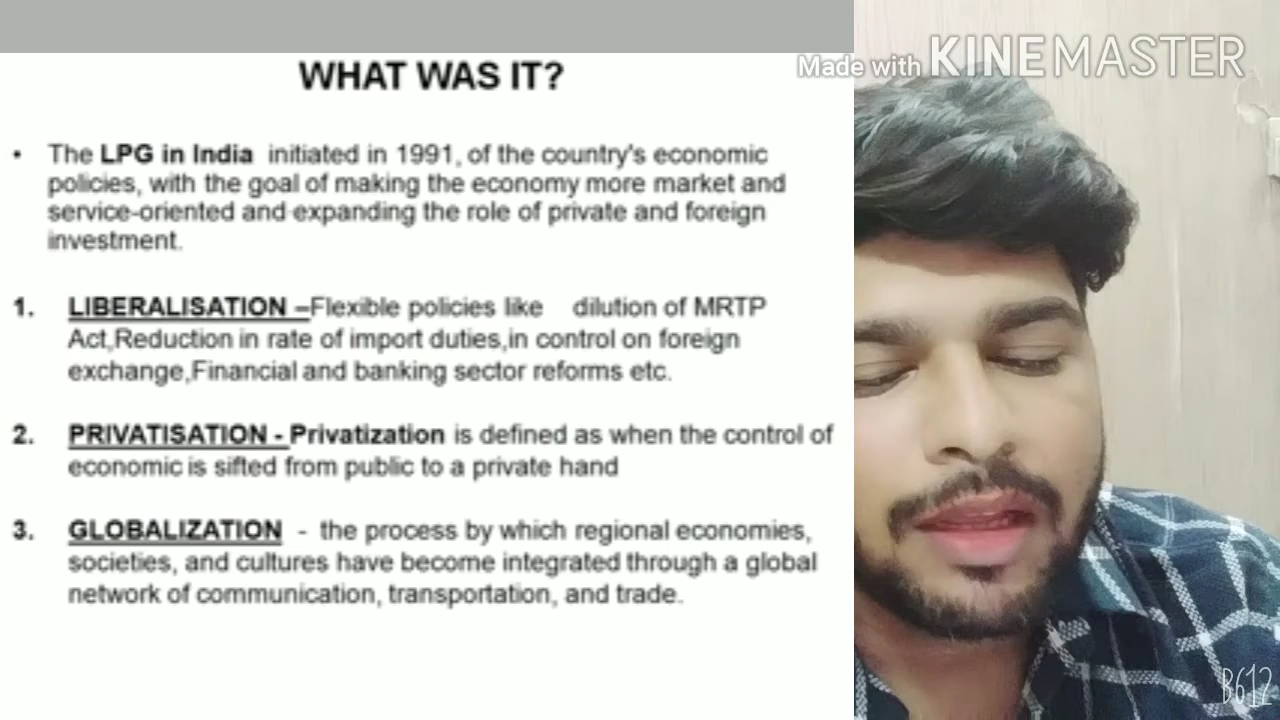 WHAT WAS IT?
Made with KINEMASTER
• The LPG in India initiated in 1991, of the country's economic
policies, with the goal of making the economy more market and
service-oriented and expanding the role of private and foreign
investment.
1. LIBERALISATION –Flexible policies like dilution of MRTP
Act,Reduction in rate of import duties,in control on foreign
exchange,Financial and banking sector reforms etc.
2. PRIVATISATION - Privatization is defined as when the control of
economic is sifted from public to a private hand
3. GLOBALIZATION - the process by which regional economies,
societies, and cultures have become integrated through a global
network of communication, transportation, and trade.
B612